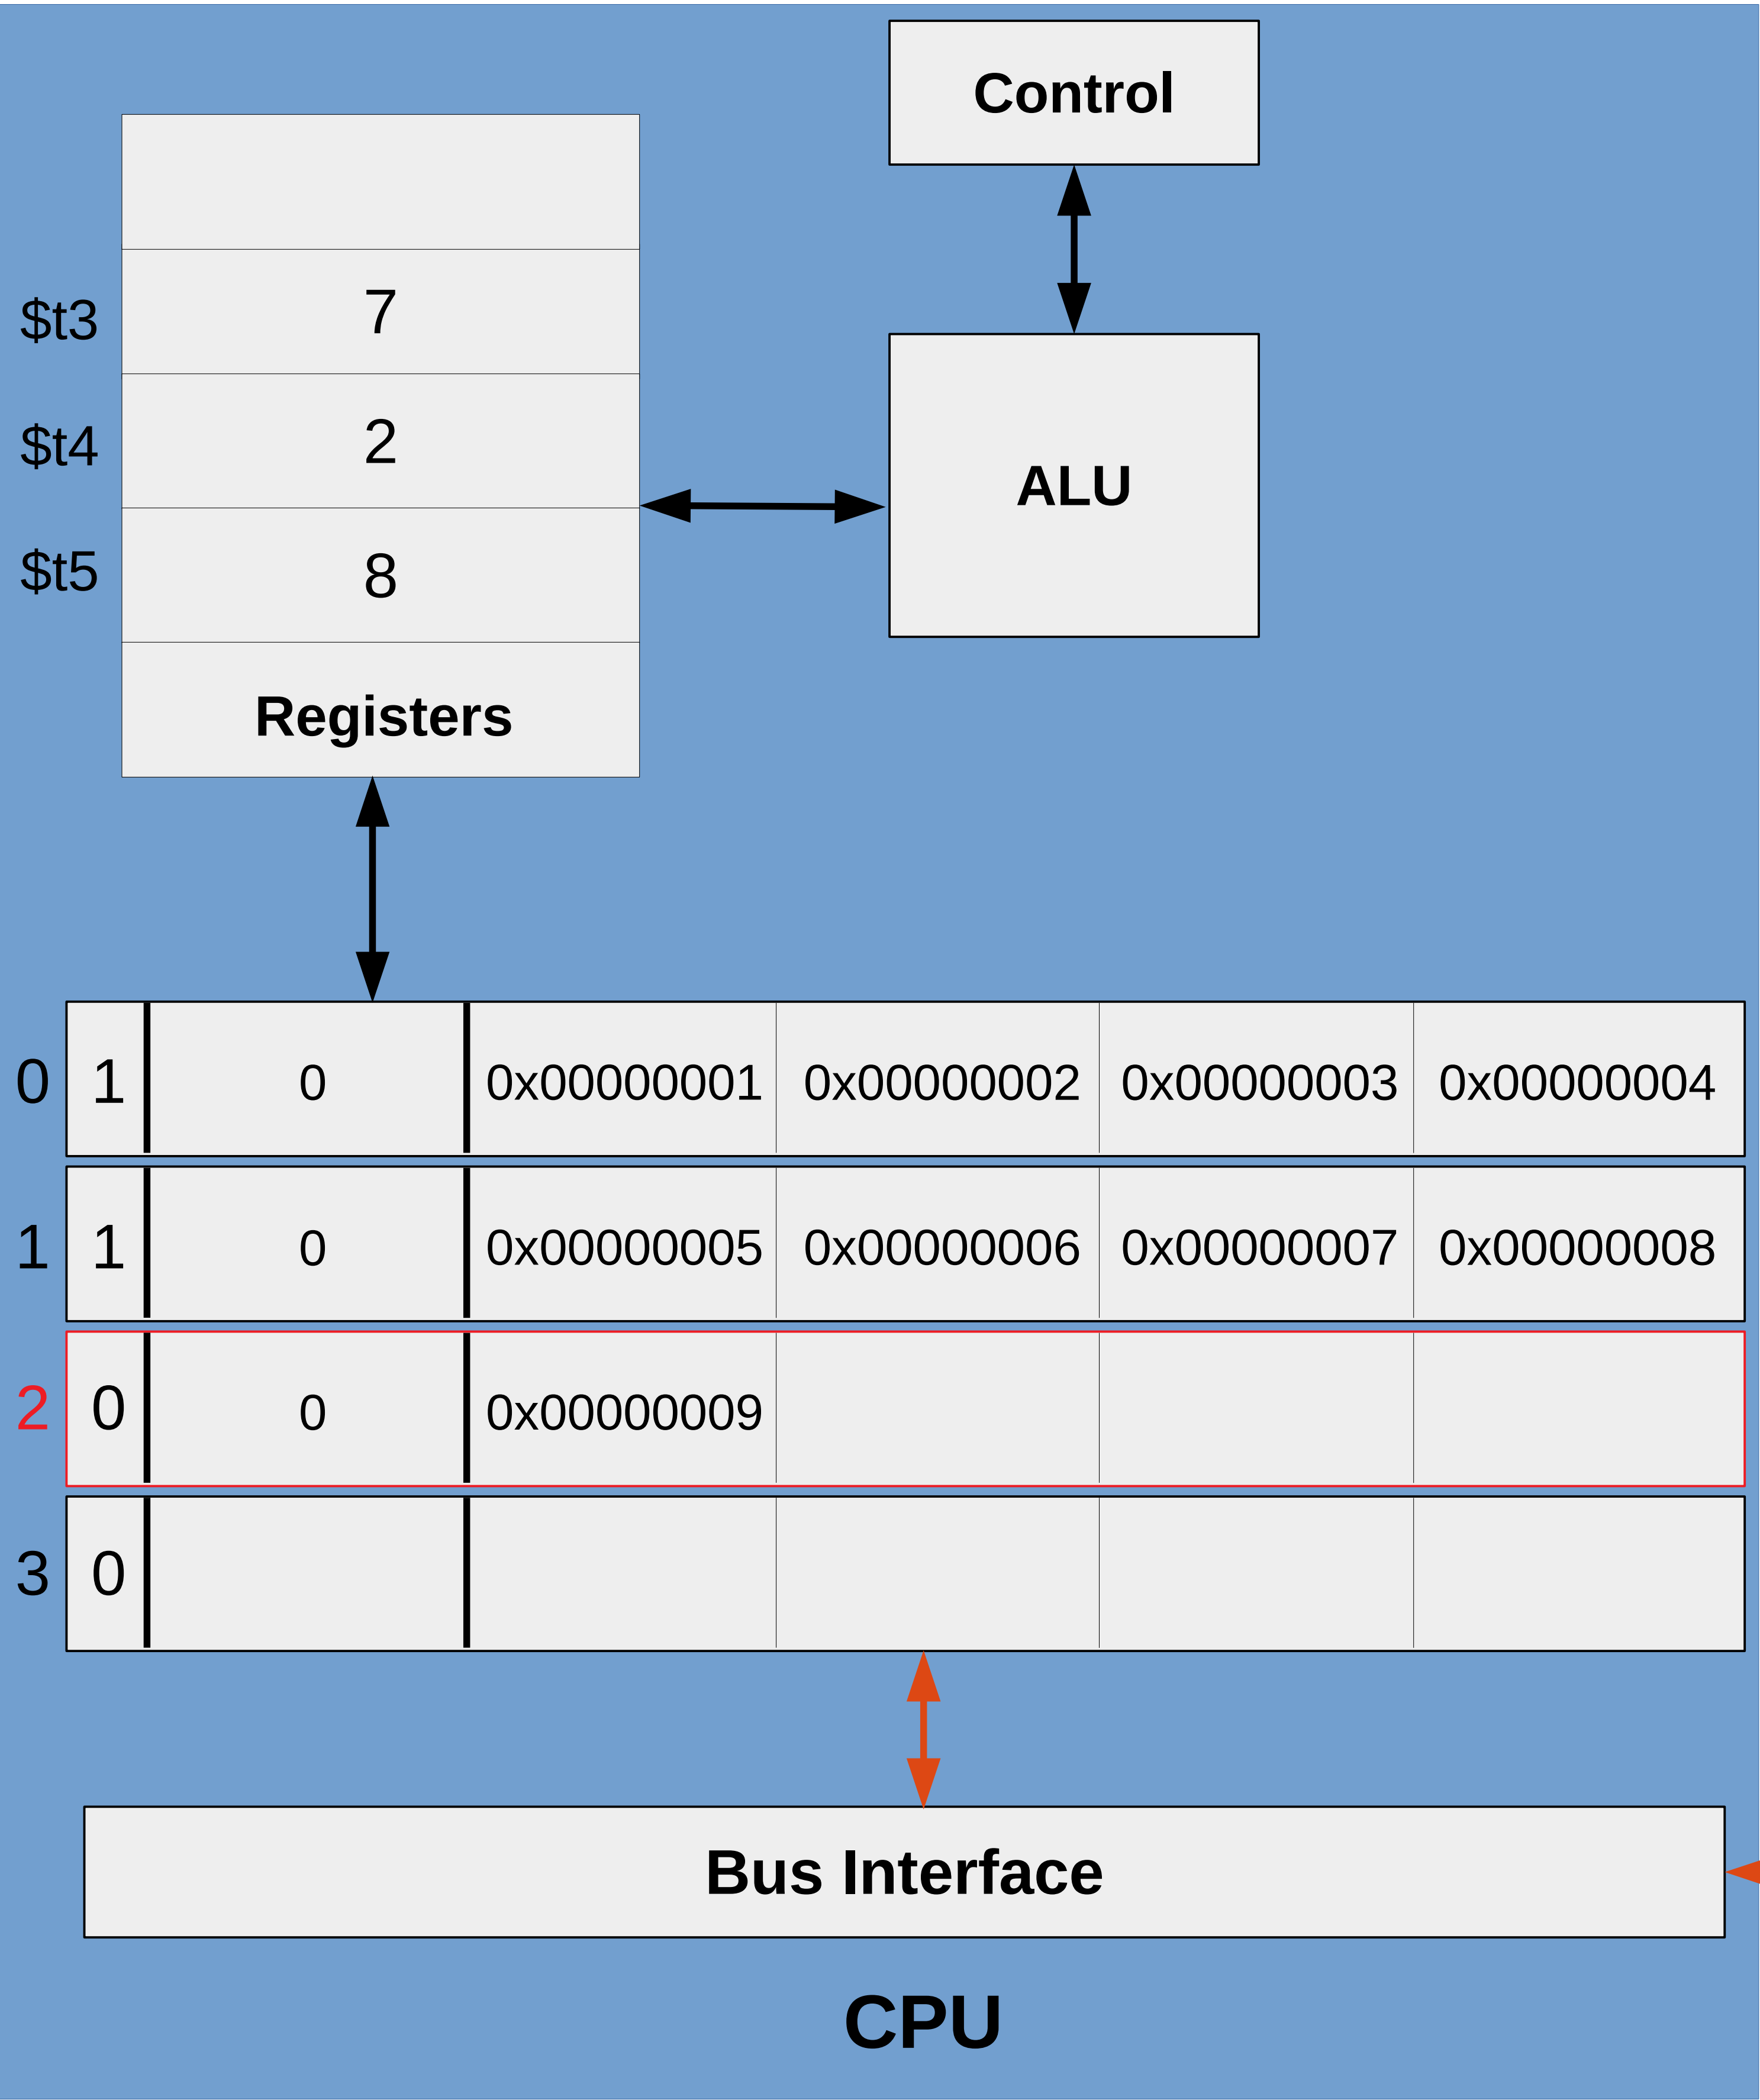 Control
$t3 7
$t4 2
ALU
$t5 8
Registers
0 1 0 0x00000001 0x00000002 0x00000003 0x00000004
1 1 0 0x00000005 0x00000006 0x00000007 0x00000008
2 0 0 0x00000009
3 0
Bus Interface
CPU